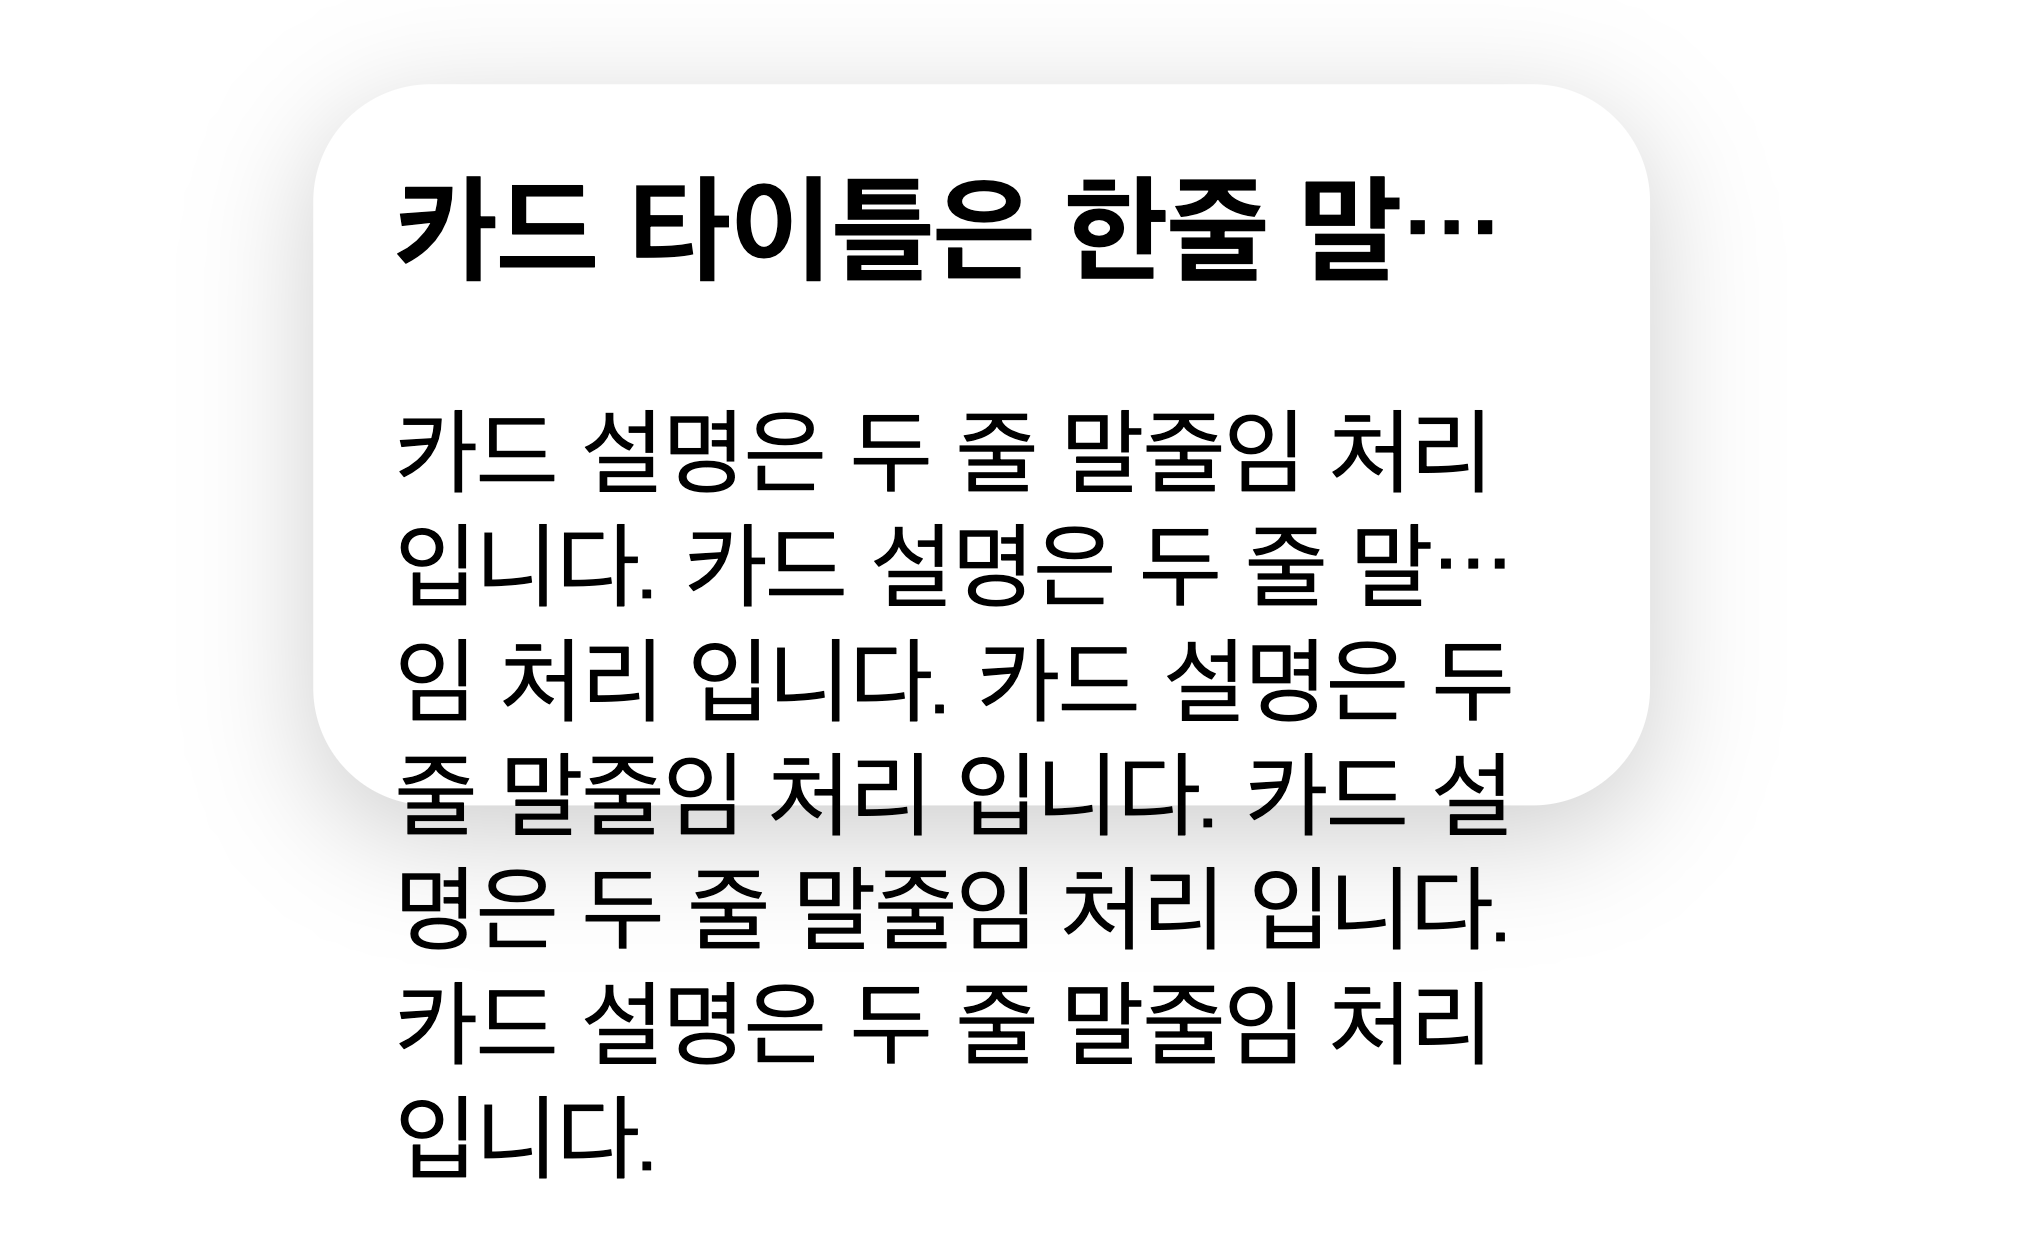 카드 타이틀은 한줄 말…
카드 설명은 두 줄 말줄임 처리
입니다. 카드 설명은 두 줄 말…
임 처리 입니다. 카드 설명은 두
줄 말줄임 처리 입니다. 카드 설
명은 두 줄 말줄임 처리 입니다.
카드 설명은 두 줄 말줄임 처리
입니다.